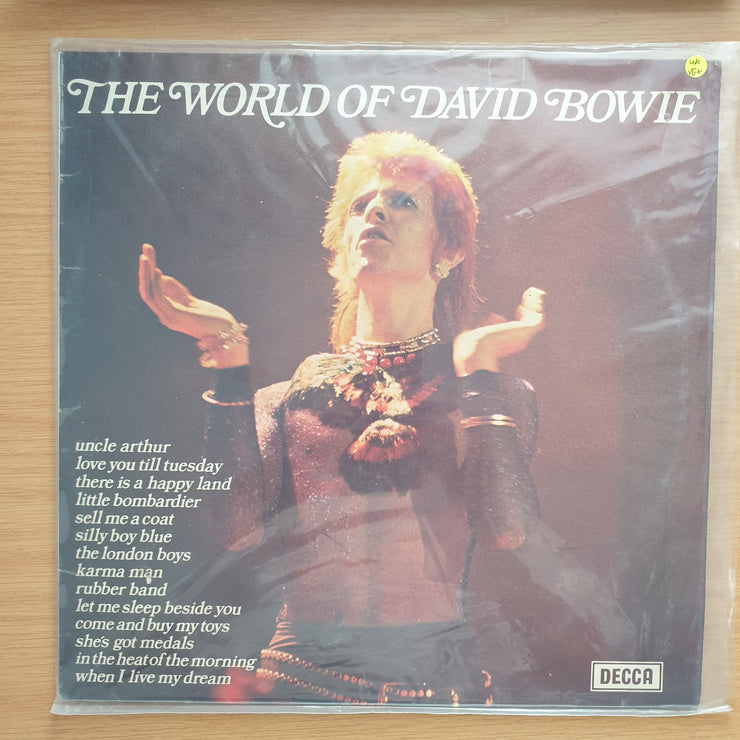 UK
VG+
THE WORLD OF DAVID BOWIE
uncle arthur
love you till tuesday
there is a happy land
little bombardier
sell me a coat
silly boy blue
the london boys
karma man
rubber band
let me sleep beside you
come and buy my toys
she's got medals
in the heat of the morning
when I live my dream
DECCA